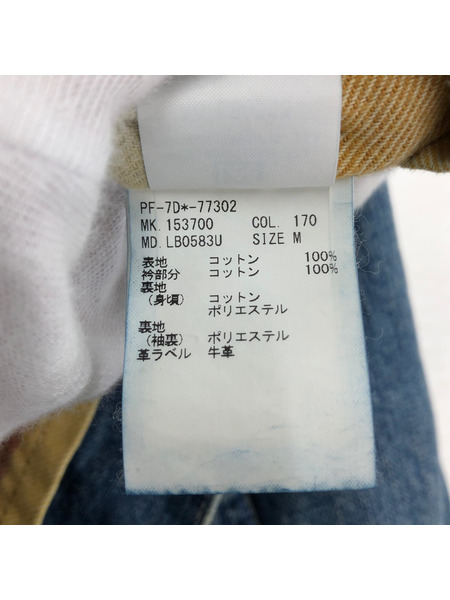 PF-7D*-77302
MK. 153700 COL. 170
MD. LB0583U SIZE M
表地 コットン 100%
衿部分 コットン 100%
裏地
(身頃) コットン
ポリエステル
裏地
(袖裏) ポリエステル
革ラベル 牛革